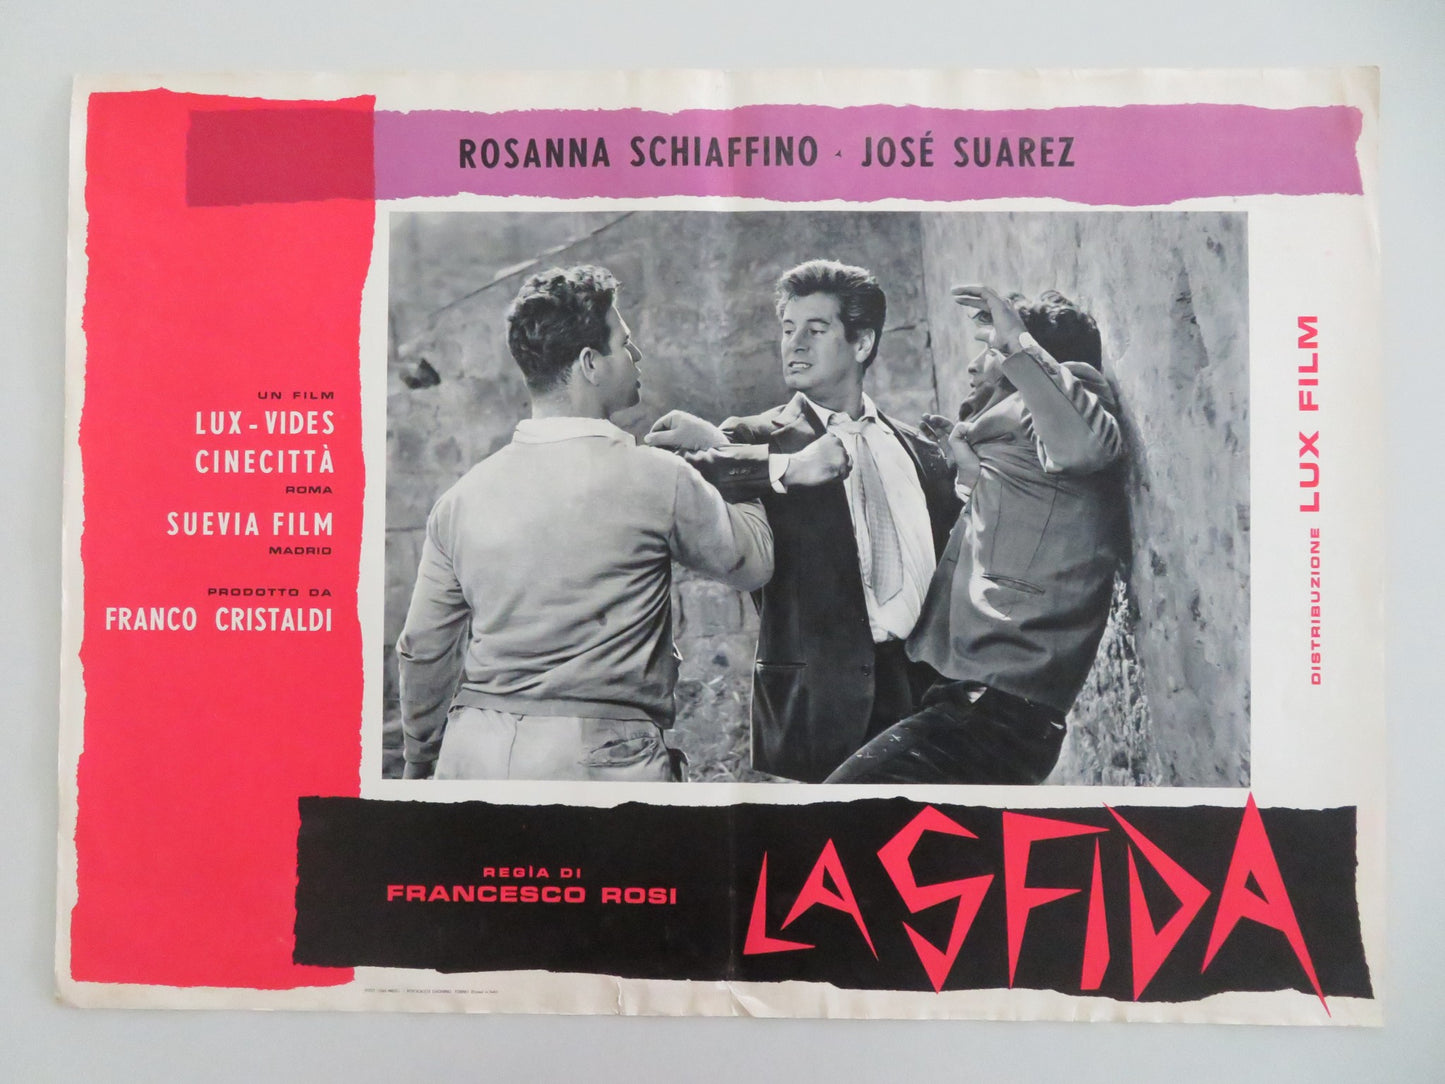 ROSANNA SCHIAFFINO · JOSÉ SUAREZ
UN FILM
LUX-VIDES
CINECITTÀ
ROMA
SUEVIA FILM
MADRID
PRODOTTO DA
FRANCO CRISTALDI
DISTRIBUZIONE LUX FILM
REGÌA DI
FRANCESCO ROSI
LA SFIDA